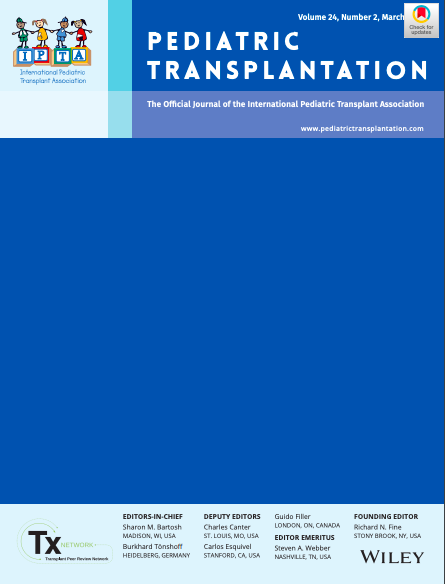 Volume 24, Number 2, March
Check for
updates
PEDIATRIC
TRANSPLANTATION
IPTA
International Pediatric
Transplant Association
The Official Journal of the International Pediatric Transplant Association
www.pediatrictransplantation.com
Tx NETWORK
Transplant Peer Review Network
EDITORS-IN-CHIEF
Sharon M. Bartosh
MADISON, WI, USA
Burkhard Tönshoff
HEIDELBERG, GERMANY
DEPUTY EDITORS
Charles Canter
ST. LOUIS, MO, USA
Carlos Esquivel
STANFORD, CA, USA
Guido Filler
LONDON, ON, CANADA
EDITOR EMERITUS
Steven A. Webber
NASHVILLE, TN, USA
FOUNDING EDITOR
Richard N. Fine
STONY BROOK, NY, USA
WILEY